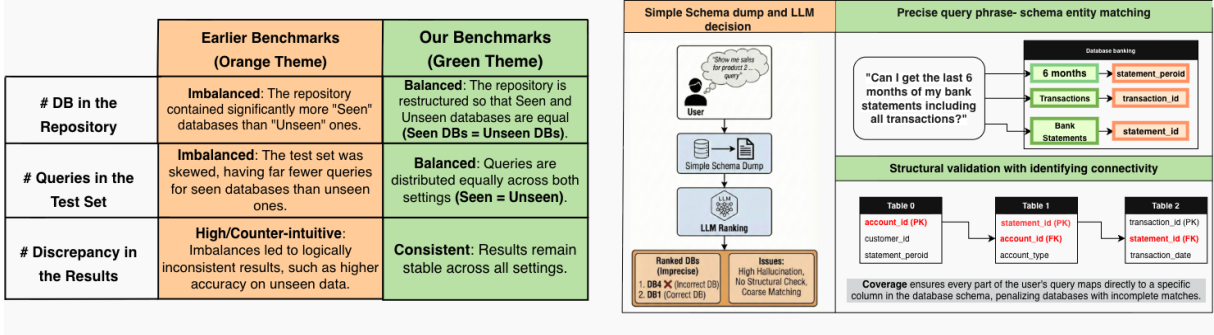 Earlier Benchmarks
(Orange Theme)
Our Benchmarks
(Green Theme)
# DB in the
Repository
Imbalanced: The repository
contained significantly more "Seen"
databases than "Unseen" ones.
Balanced: The repository is
restructured so that Seen and
Unseen databases are equal
(Seen DBs = Unseen DBs).
# Queries in the
Test Set
Imbalanced: The test set was
skewed, having far fewer queries
for seen databases than unseen
ones.
Balanced: Queries are
distributed equally across both
settings (Seen = Unseen).
# Discrepancy in
the Results
High/Counter-intuitive:
Imbalances led to logically
inconsistent results, such as higher
accuracy on unseen data.
Consistent: Results remain
stable across all settings.
Simple Schema dump and LLM
decision
"Show me sales
for product 2 ...
query"
User
Simple Schema Dump
LLM
LLM Ranking
Ranked DBs
(Imprecise)
1. DB4 ❌ (Incorrect DB)
2. DB1 (Correct DB)
Issues:
High Hallucination,
No Structural Check,
Coarse Matching
Precise query phrase- schema entity matching
"Can I get the last 6
months of my bank
statements including
all transactions?"
Database banking
6 months
statement_peroid
Transactions
transaction_id
Bank
Statements
statement_id
Structural validation with identifying connectivity
Table 0
account_id (PK)
customer_id
statement_peroid
Table 1
statement_id (PK)
account_id (FK)
account_type
Table 2
transaction_id (PK)
statement_id (FK)
transaction_date
Coverage ensures every part of the user's query maps directly to a specific
column in the database schema, penalizing databases with incomplete matches.